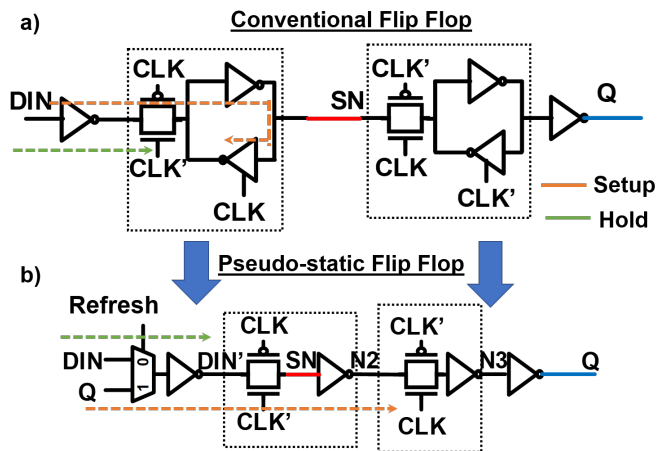 Conventional Flip Flop
a)
CLK
CLK'
DIN
SN
Q
CLK'
CLK
CLK
CLK'
Setup
Hold
b)
Pseudo-static Flip Flop
Refresh
CLK
CLK'
DIN
0
DIN'
SN
N2
N3
Q
Q
1
CLK'
CLK